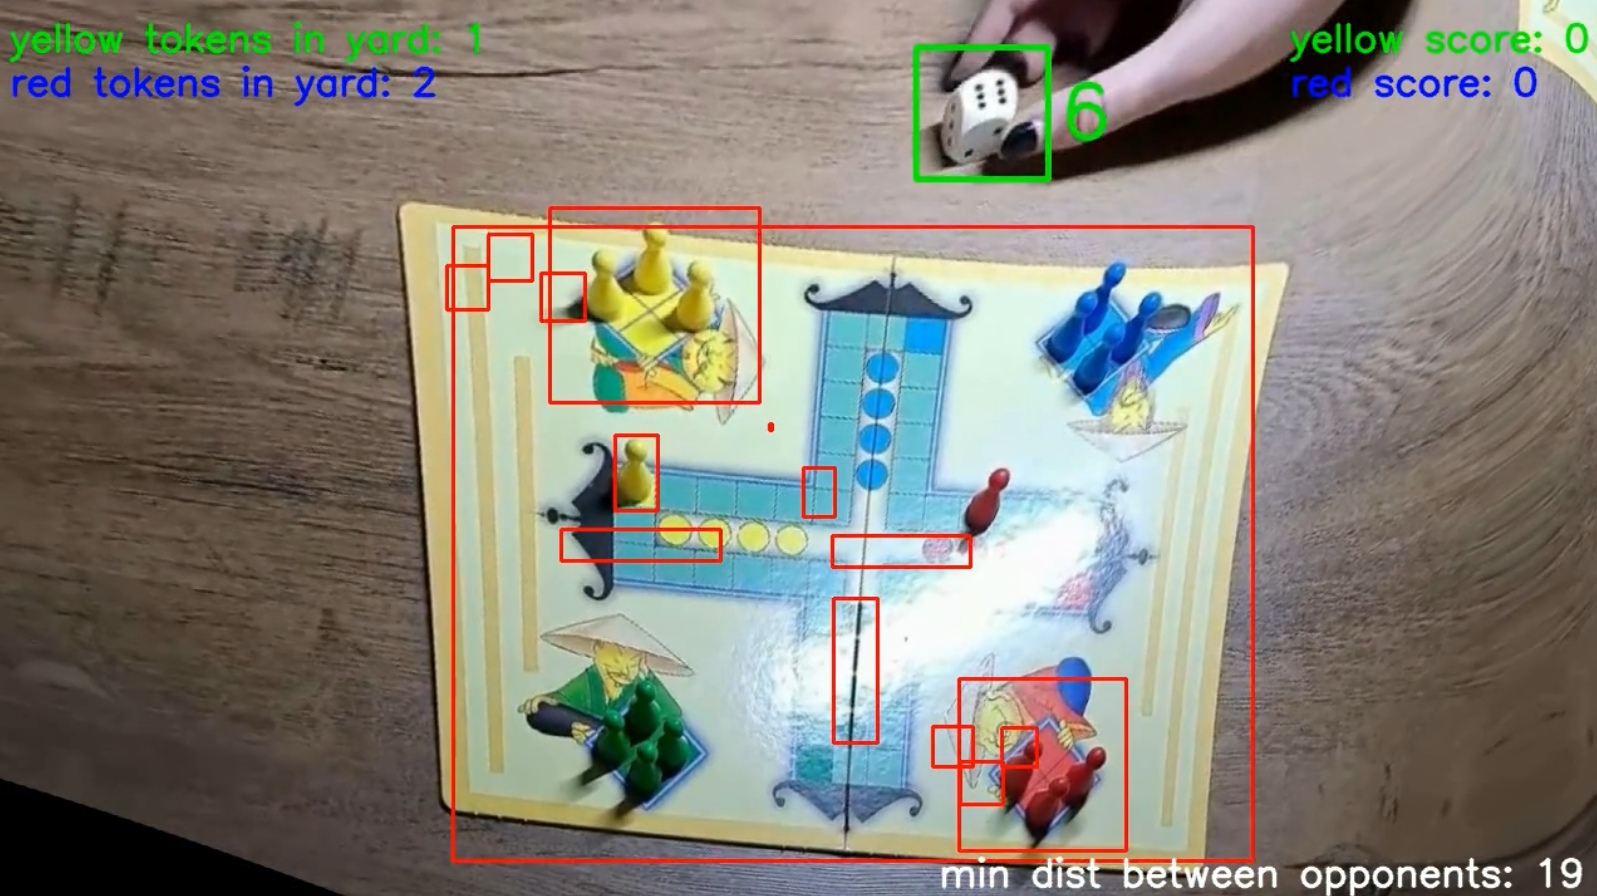 yellow tokens in yard: 1
red tokens in yard: 2
yellow score: 0
red score: 0
6
min dist between opponents: 19